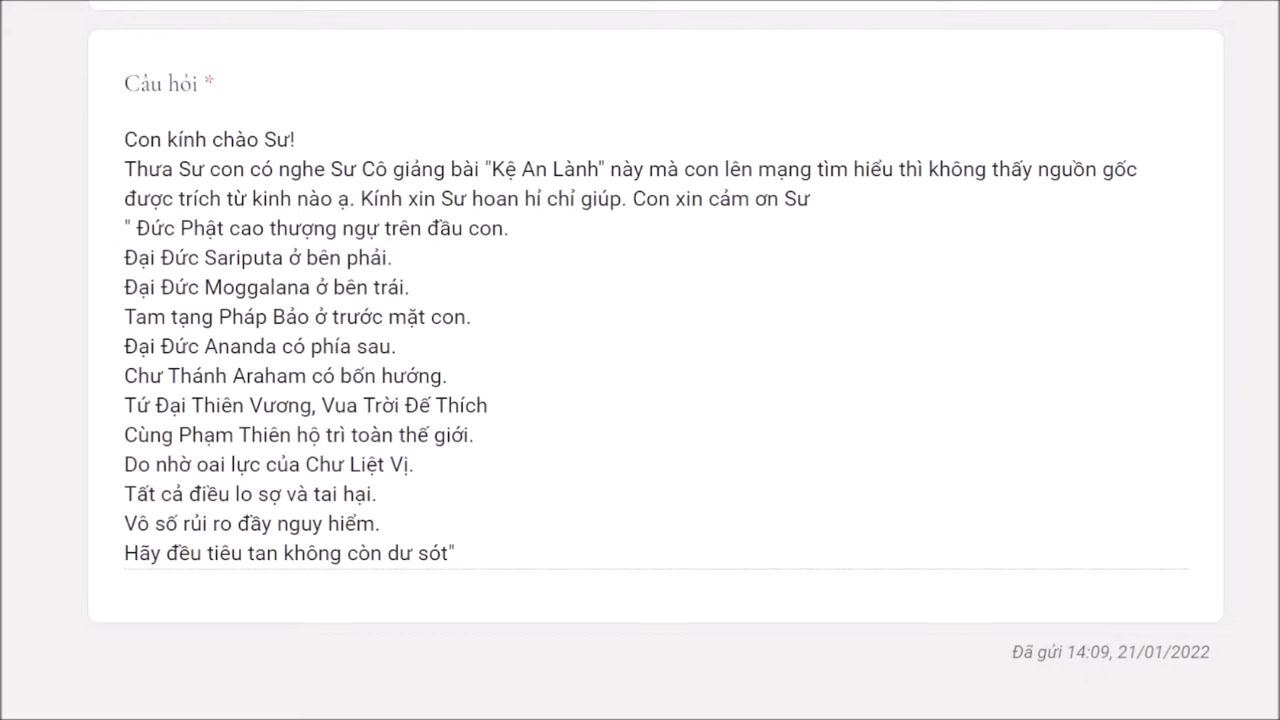 Câu hỏi *
Con kính chào Sư!
Thưa Sư con có nghe Sư Cô giảng bài "Kệ An Lành" này mà con lên mạng tìm hiểu thì không thấy nguồn gốc
được trích từ kinh nào ạ. Kính xin Sư hoan hỉ chỉ giúp. Con xin cảm ơn Sư
" Đức Phật cao thượng ngự trên đầu con.
Đại Đức Sariputa ở bên phải.
Đại Đức Moggalana ở bên trái.
Tam tạng Pháp Bảo ở trước mặt con.
Đại Đức Ananda có phía sau.
Chư Thánh Araham có bốn hướng.
Tứ Đại Thiên Vương, Vua Trời Đế Thích
Cùng Phạm Thiên hộ trì toàn thế giới.
Do nhờ oai lực của Chư Liệt Vị.
Tất cả điều lo sợ và tai hại.
Vô số rủi ro đầy nguy hiểm.
Hãy đều tiêu tan không còn dư sót"
Đã gửi 14:09, 21/01/2022